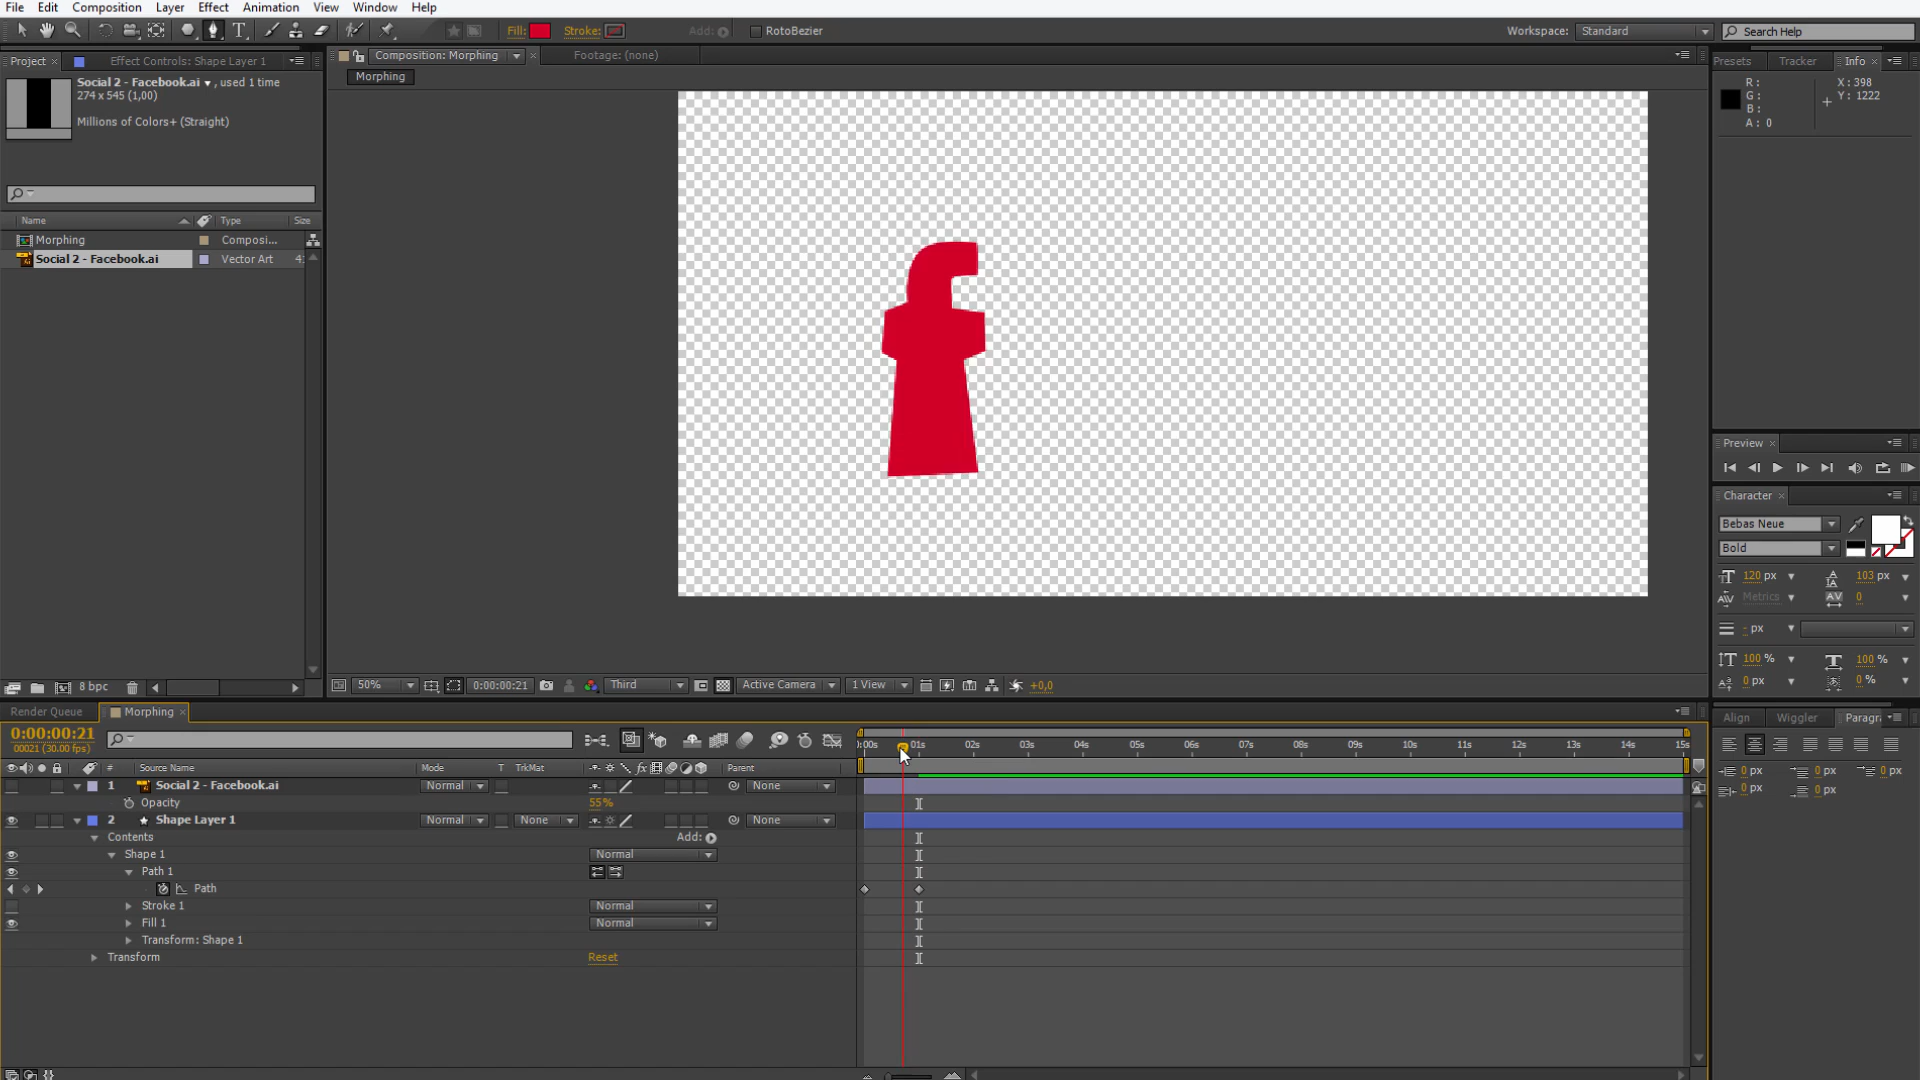 File Edit Composition Layer Effect Animation View Window Help
Fill: Stroke: Add: RotoBezier Workspace: Standard Search Help
Project Effect Controls: Shape Layer 1 Composition: Morphing Footage: (none) Presets Tracker Info
Morphing
Social 2 - Facebook.ai, used 1 time
274 x 545 (1,00)
Millions of Colors+ (Straight)
R: X: 398
G: Y: 1222
B:
A: 0
Name Type Size
Morphing Composi...
Social 2 - Facebook.ai Vector Art
f
Preview
Character
Bebas Neue
Bold
120 px 103 px
Metrics 0
- px
100 % 100 %
0 px 0 %
8 bpc 50% 0:00:00:21 Third Active Camera 1 View +0,0
Render Queue Morphing Align Wiggler Paragr
0:00:00:21
00021 (30.00 fps)
:00s 01s 02s 03s 04s 05s 06s 07s 08s 09s 10s 11s 12s 13s 14s 15s
# Source Name Mode T TrkMat fx Parent
1 Social 2 - Facebook.ai Normal None
Opacity 55%
2 Shape Layer 1 Normal None None
Contents Add:
Shape 1 Normal
Path 1
Path
Stroke 1 Normal
Fill 1 Normal
Transform: Shape 1
Transform Reset
0 px 0 px 0 px
0 px 0 px